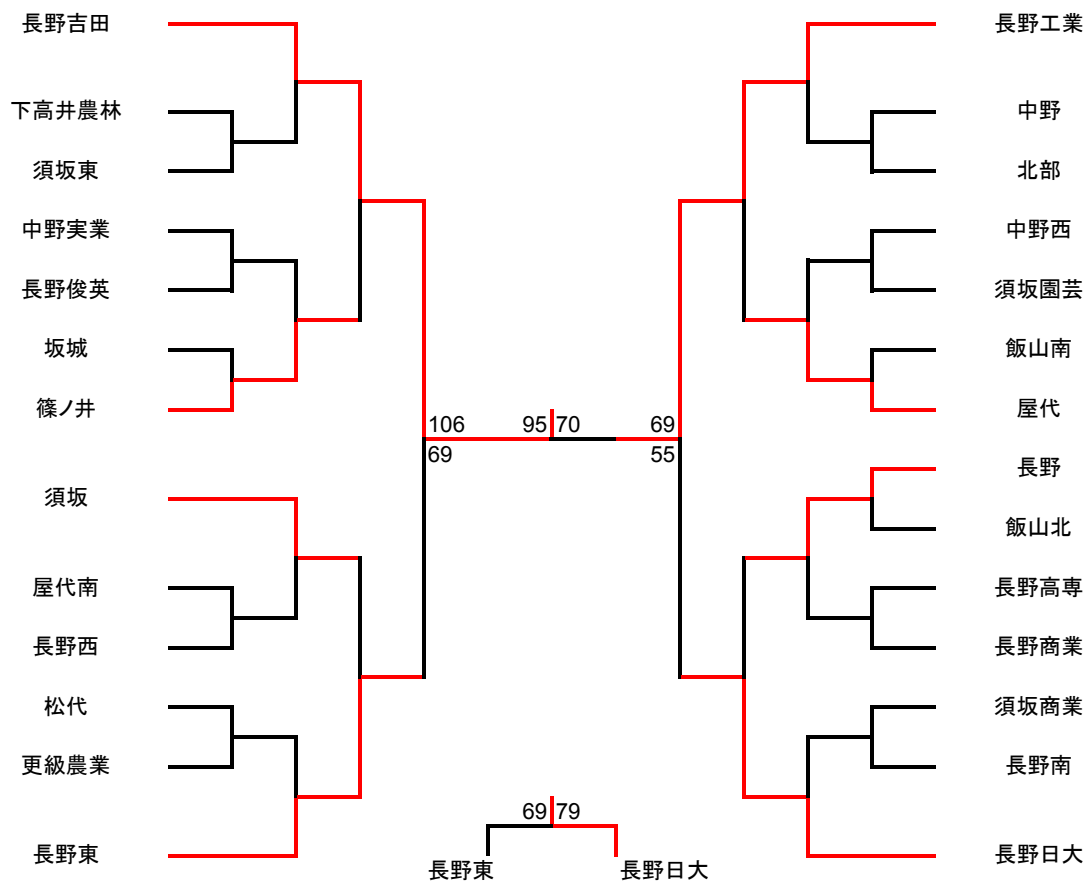 長野吉田
長野工業
下高井農林
中野
須坂東
北部
中野実業
中野西
長野俊英
須坂園芸
坂城
飯山南
篠ノ井
屋代
106 95 70 69
69 55
長野
須坂
飯山北
屋代南
長野高専
長野西
長野商業
松代
須坂商業
更級農業
長野南
69 79
長野東
長野日大
長野東 長野日大